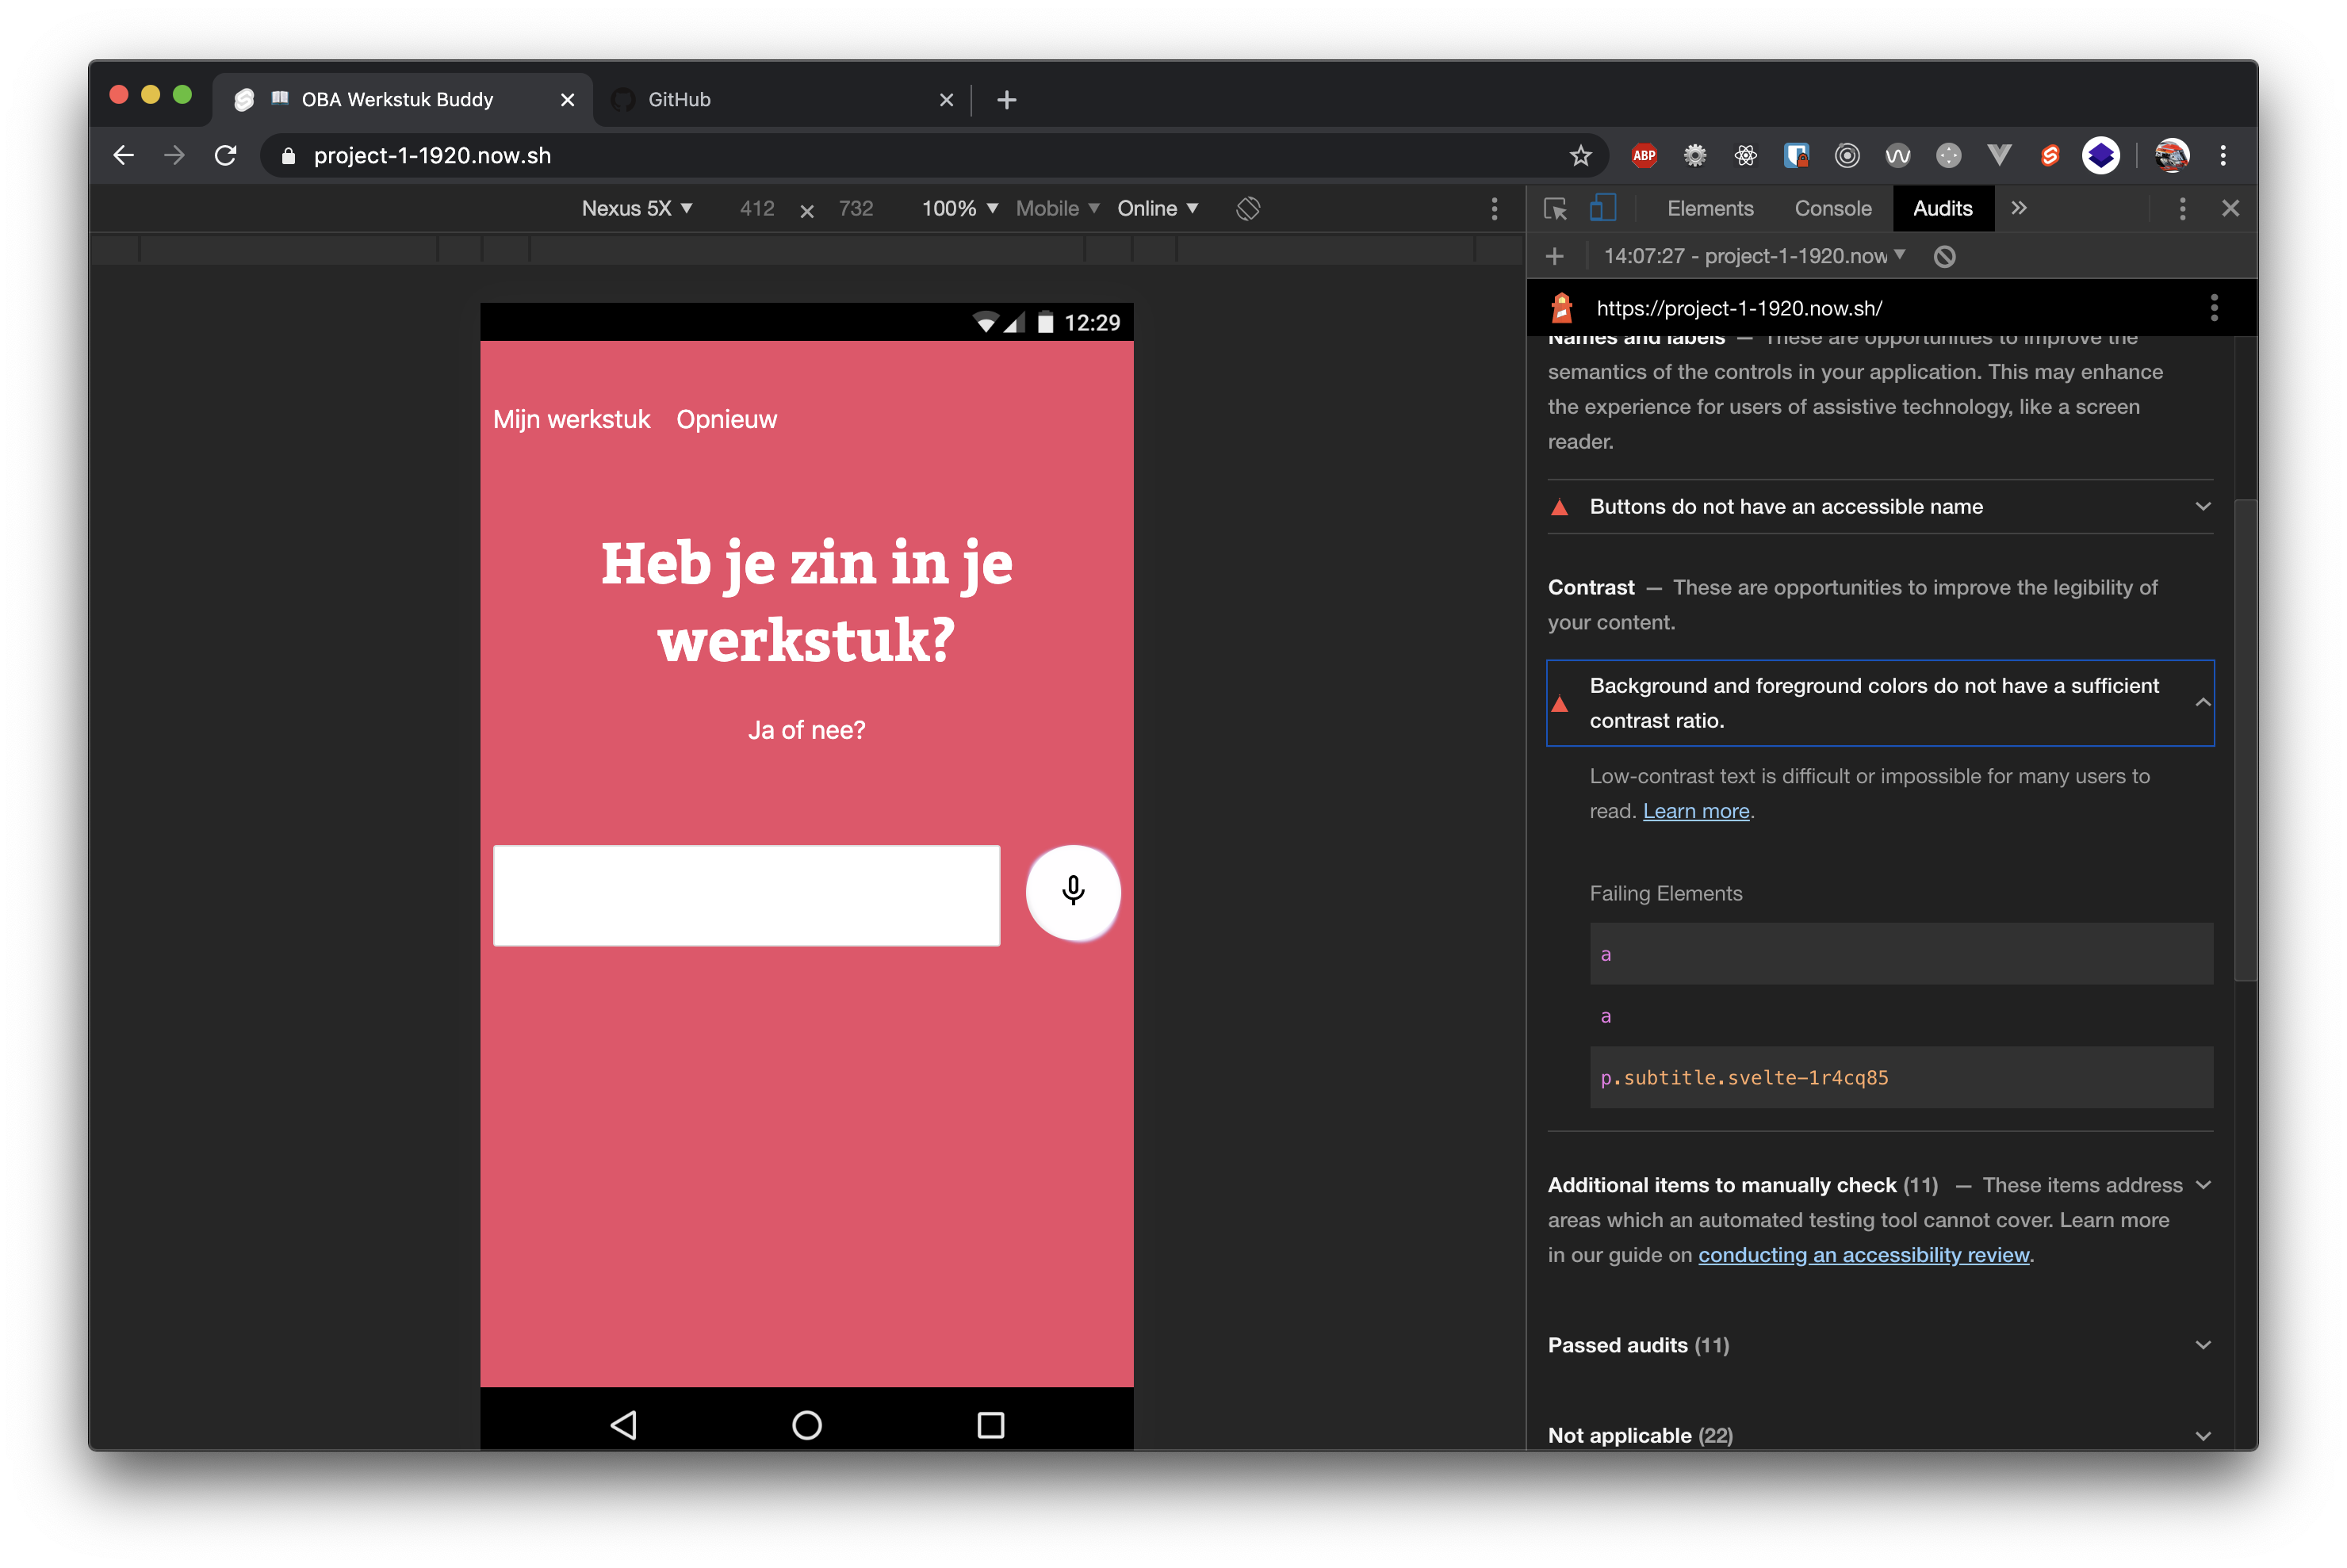 OBA Werkstuk Buddy
GitHub
project-1-1920.now.sh
ABP
Nexus 5X ▼ 412 × 732 100% ▼ Mobile ▼ Online ▼
Elements Console Audits
14:07:27 - project-1-1920.now
https://project-1-1920.now.sh/
12:29
Mijn werkstuk Opnieuw
Heb je zin in je
werkstuk?
Ja of nee?
Names and labels — These are opportunities to improve the
semantics of the controls in your application. This may enhance
the experience for users of assistive technology, like a screen
reader.
Buttons do not have an accessible name
Contrast — These are opportunities to improve the legibility of
your content.
Background and foreground colors do not have a sufficient
contrast ratio.
Low-contrast text is difficult or impossible for many users to
read. Learn more.
Failing Elements
a
a
p.subtitle.svelte-1r4cq85
Additional items to manually check (11) — These items address
areas which an automated testing tool cannot cover. Learn more
in our guide on conducting an accessibility review.
Passed audits (11)
Not applicable (22)